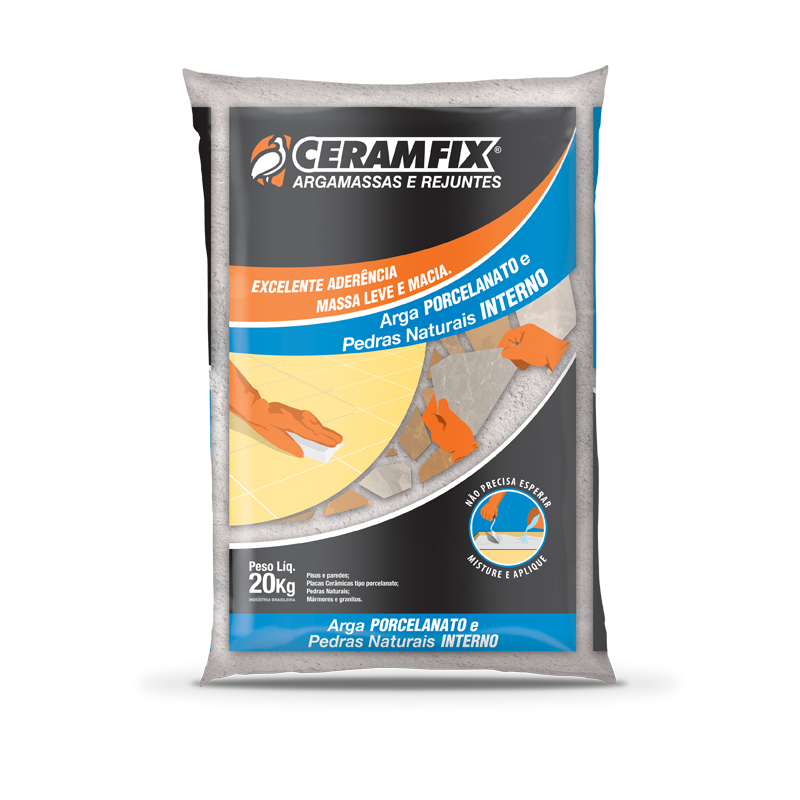 CERAMFIX®
ARGAMASSAS E REJUNTES
EXCELENTE ADERÊNCIA
MASSA LEVE E MACIA.
Arga PORCELANATO e
Pedras Naturais INTERNO
NÃO PRECISA ESPERAR
MISTURE E APLIQUE
Peso Líq.
20Kg
INDÚSTRIA BRASILEIRA
Pisos e paredes;
Placas Cerâmicas tipo porcelanato;
Pedras Naturais;
Mármores e granitos.
Arga PORCELANATO e
Pedras Naturais INTERNO